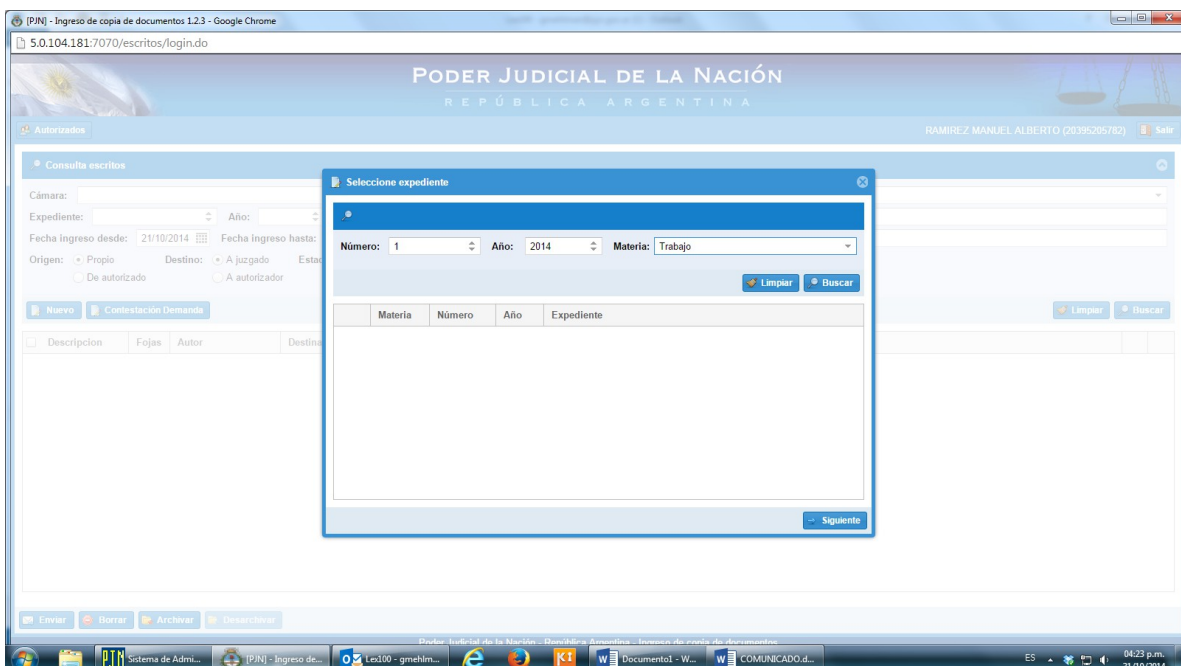 [PJN] - Ingreso de copia de documentos 1.2.3 - Google Chrome
5.0.104.181:7070/escritos/login.do
PODER JUDICIAL DE LA NACIÓN
REPÚBLICA ARGENTINA
Autorizados RAMIREZ MANUEL ALBERTO (20395205782) Salir
Consulta escritos
Cámara:
Expediente: Año:
Fecha ingreso desde: 21/10/2014 Fecha ingreso hasta:
Origen: Propio Destino: A juzgado
De autorizado A autorizador
Nuevo Contestación Demanda Limpiar Buscar
Descripcion Fojas Autor
Seleccione expediente
Número: 1 Año: 2014 Materia: Trabajo
Limpiar Buscar
Materia Número Año Expediente
Siguiente
Enviar Borrar Archivar Desarchivar
Poder Judicial de la Nación - República Argentina - Ingreso de copia de documentos
Sistema de Admi... [PJN] - Ingreso de... Lex100 - gmehlm... Documento1 - W... COMUNICADO.d... ES 04:23 p.m.
21/10/2014